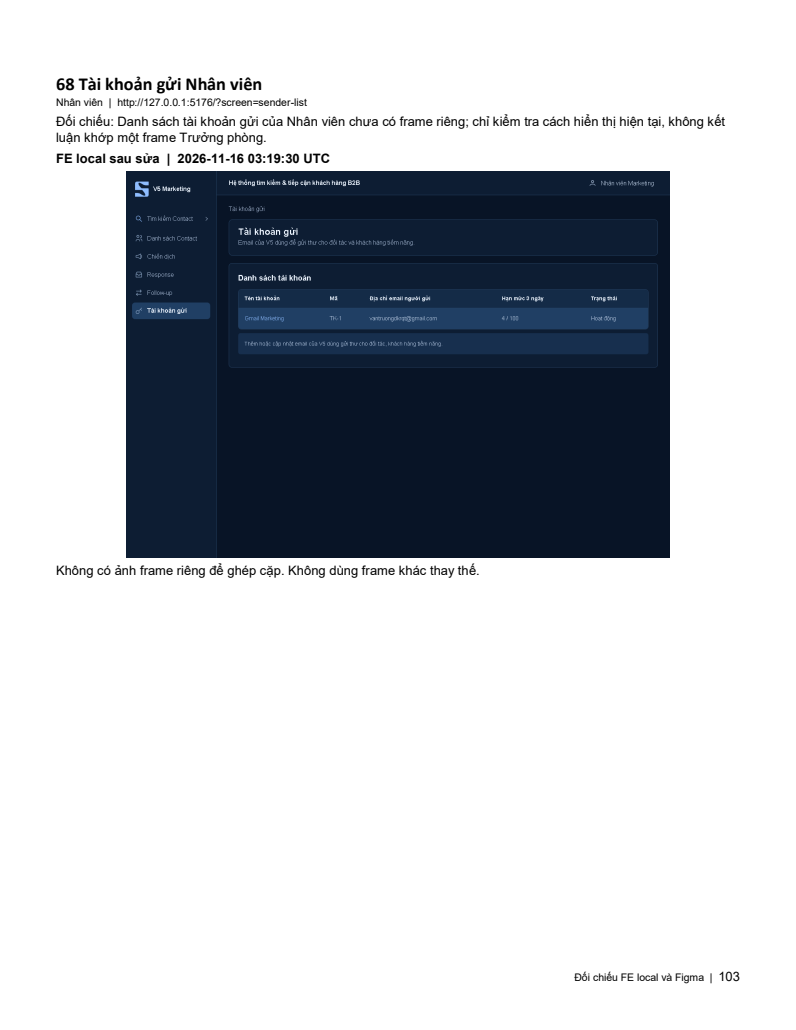 68 Tài khoản gửi Nhân viên
Nhân viên | http://127.0.0.1:5176/?screen=sender-list
Đối chiếu: Danh sách tài khoản gửi của Nhân viên chưa có frame riêng; chỉ kiểm tra cách hiển thị hiện tại, không kết
luận khớp một frame Trưởng phòng.
FE local sau sửa | 2026-11-16 03:19:30 UTC
V5 Marketing
Hệ thống tìm kiếm & tiếp cận khách hàng B2B
Nhân viên Marketing
Tìm kiếm Contact
Danh sách Contact
Chiến dịch
Response
Follow-up
Tài khoản gửi
Tài khoản gửi
Tài khoản gửi
Email của V5 dùng để gửi thư cho đối tác và khách hàng tiềm năng.
Danh sách tài khoản
Tên tài khoản Mã Địa chỉ email người gửi Hạn mức 3 ngày Trạng thái
Gmail Marketing TK-1 vantruongdknp@gmail.com 4 / 100 Hoạt động
Thêm hoặc cập nhật email của V5 dùng gửi thư cho đối tác, khách hàng tiềm năng.
Không có ảnh frame riêng để ghép cặp. Không dùng frame khác thay thế.
Đối chiếu FE local và Figma | 103